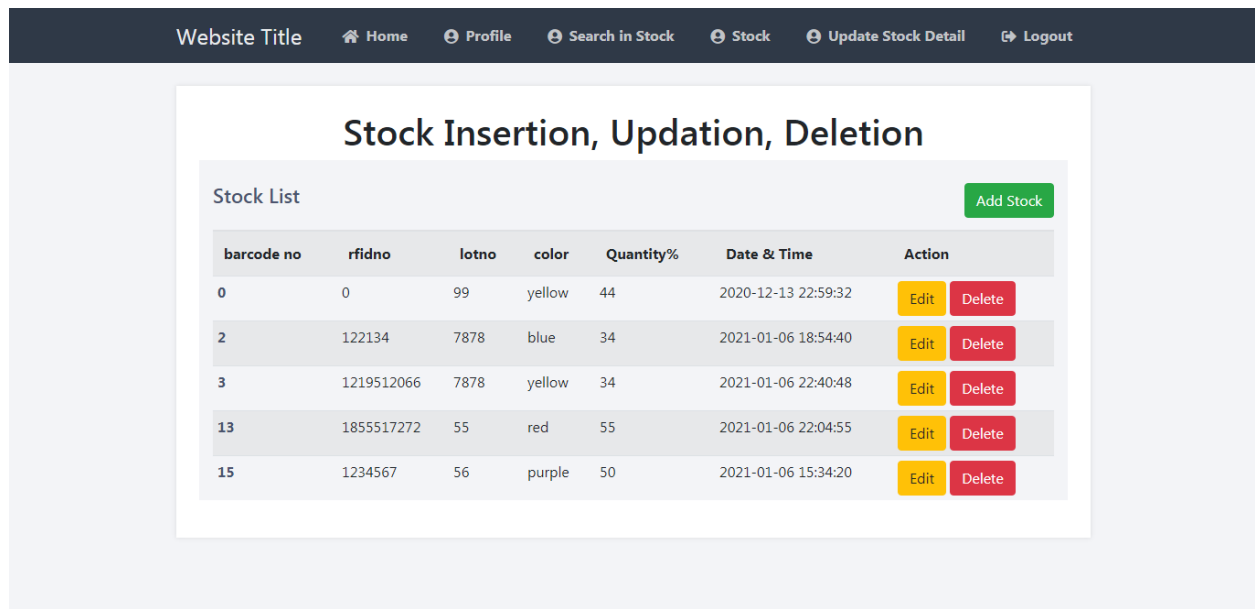 Website Title Home Profile Search in Stock Stock Update Stock Detail Logout
Stock Insertion, Updation, Deletion
Stock List Add Stock
barcode no rfidno lotno color Quantity% Date & Time Action
0 0 99 yellow 44 2020-12-13 22:59:32 Edit Delete
2 122134 7878 blue 34 2021-01-06 18:54:40 Edit Delete
3 1219512066 7878 yellow 34 2021-01-06 22:40:48 Edit Delete
13 1855517272 55 red 55 2021-01-06 22:04:55 Edit Delete
15 1234567 56 purple 50 2021-01-06 15:34:20 Edit Delete